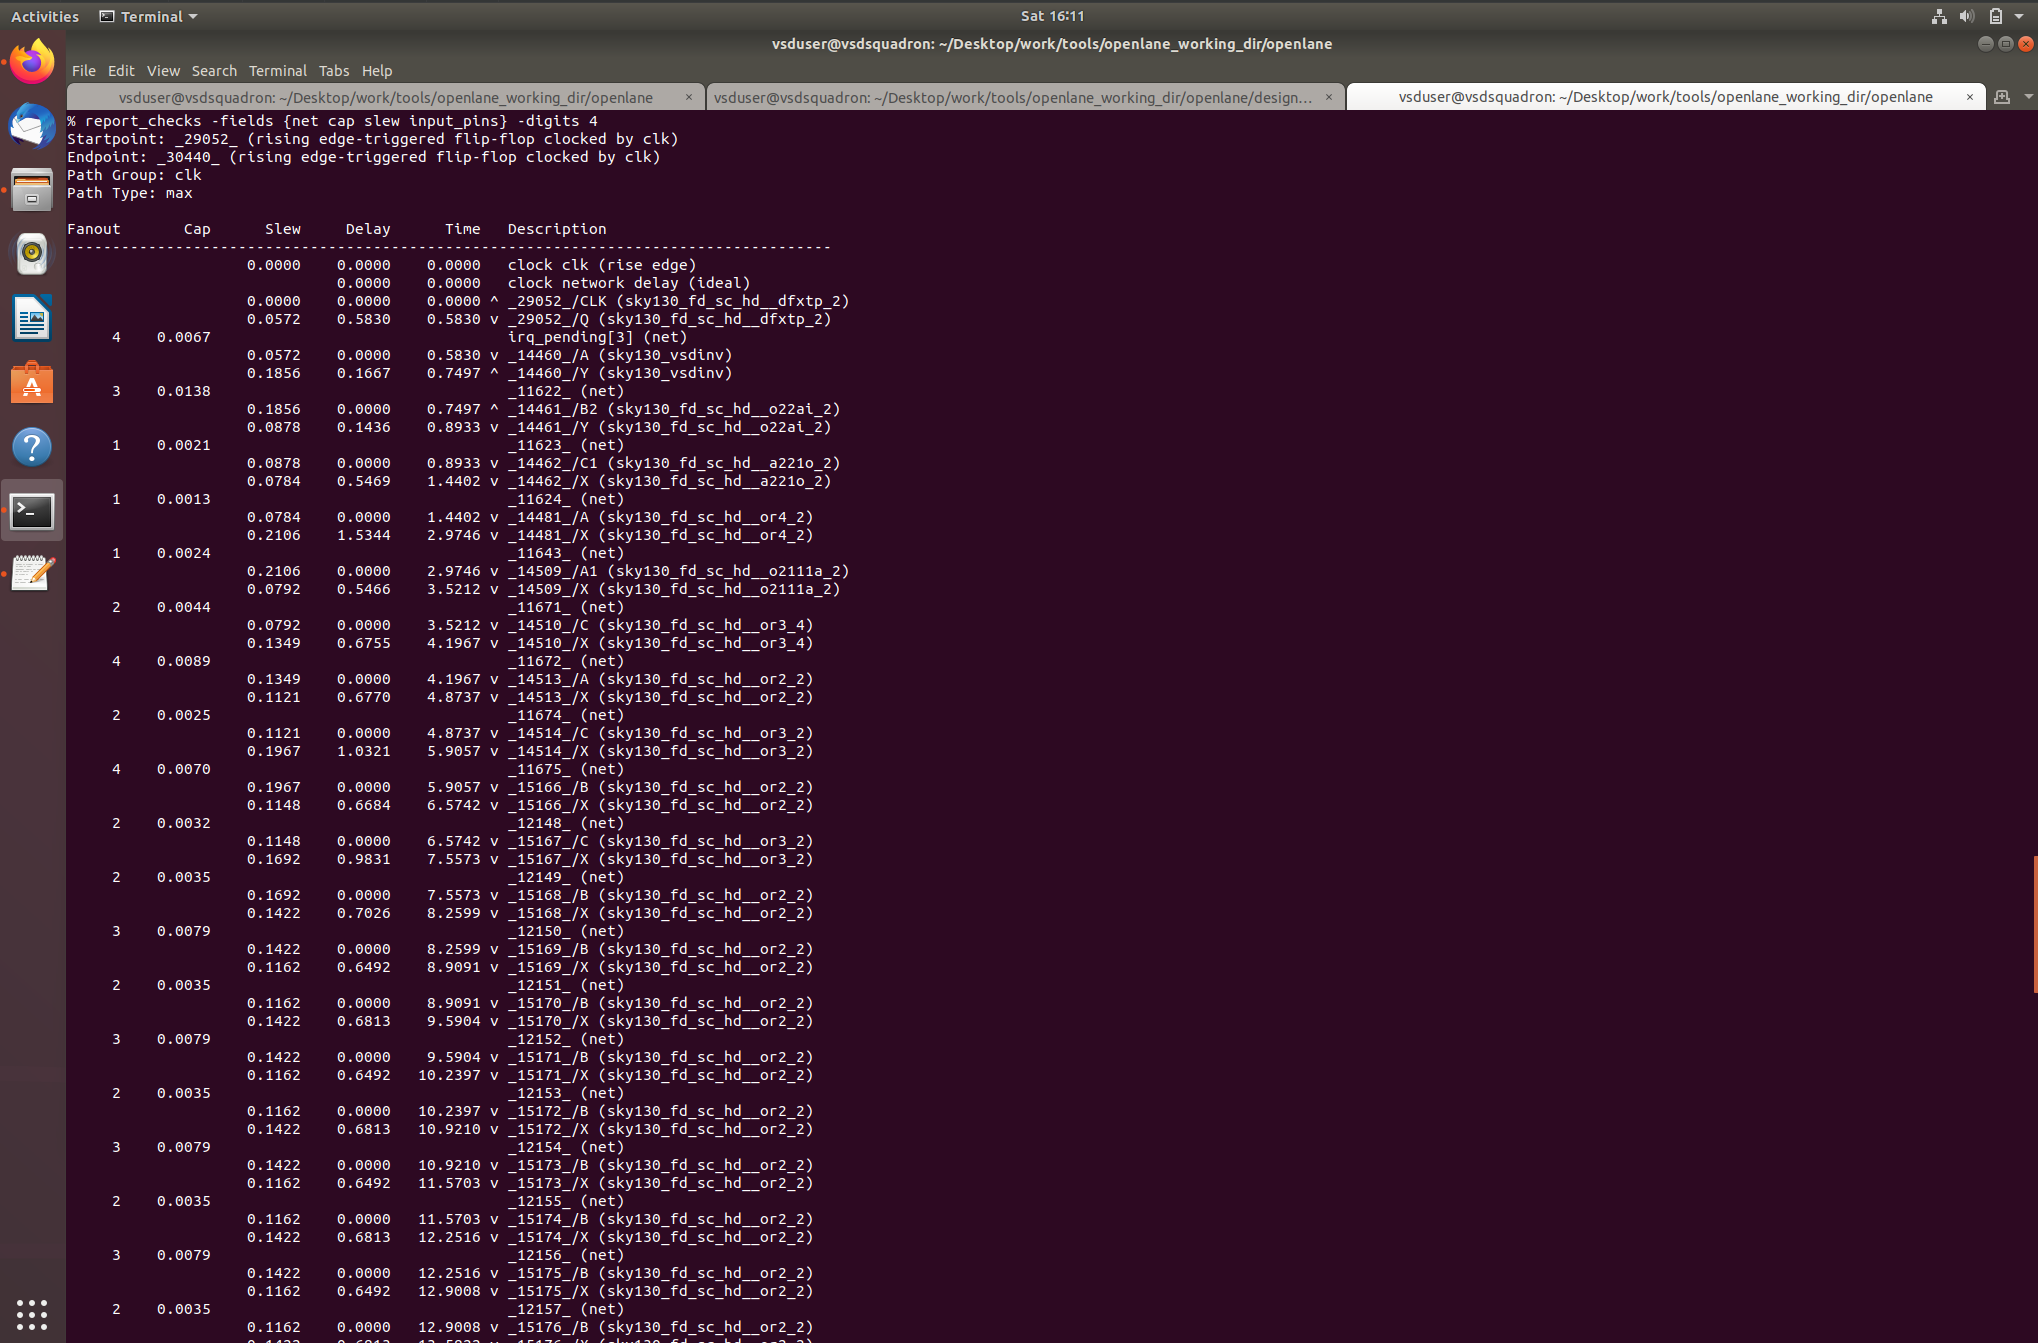 Activities Terminal Sat 16:11
vsduser@vsdsquadron: ~/Desktop/work/tools/openlane_working_dir/openlane
File Edit View Search Terminal Tabs Help
vsduser@vsdsquadron: ~/Desktop/work/tools/openlane_working_dir/openlane × vsduser@vsdsquadron: ~/Desktop/work/tools/openlane_working_dir/openlane/design... × vsduser@vsdsquadron: ~/Desktop/work/tools/openlane_working_dir/openlane ×
% report_checks -fields {net cap slew input_pins} -digits 4
Startpoint: _29052_ (rising edge-triggered flip-flop clocked by clk)
Endpoint: _30440_ (rising edge-triggered flip-flop clocked by clk)
Path Group: clk
Path Type: max
Fanout Cap Slew Delay Time Description
-------------------------------------------------------------------------------------
0.0000 0.0000 0.0000 clock clk (rise edge)
0.0000 0.0000 clock network delay (ideal)
0.0000 0.0000 0.0000 ^ _29052_/CLK (sky130_fd_sc_hd__dfxtp_2)
0.0572 0.5830 0.5830 v _29052_/Q (sky130_fd_sc_hd__dfxtp_2)
4 0.0067 irq_pending[3] (net)
0.0572 0.0000 0.5830 v _14460_/A (sky130_vsdinv)
0.1856 0.1667 0.7497 ^ _14460_/Y (sky130_vsdinv)
3 0.0138 _11622_ (net)
0.1856 0.0000 0.7497 ^ _14461_/B2 (sky130_fd_sc_hd__o22ai_2)
0.0878 0.1436 0.8933 v _14461_/Y (sky130_fd_sc_hd__o22ai_2)
1 0.0021 _11623_ (net)
0.0878 0.0000 0.8933 v _14462_/C1 (sky130_fd_sc_hd__a221o_2)
0.0784 0.5469 1.4402 v _14462_/X (sky130_fd_sc_hd__a221o_2)
1 0.0013 _11624_ (net)
0.0784 0.0000 1.4402 v _14481_/A (sky130_fd_sc_hd__or4_2)
0.2106 1.5344 2.9746 v _14481_/X (sky130_fd_sc_hd__or4_2)
1 0.0024 _11643_ (net)
0.2106 0.0000 2.9746 v _14509_/A1 (sky130_fd_sc_hd__o2111a_2)
0.0792 0.5466 3.5212 v _14509_/X (sky130_fd_sc_hd__o2111a_2)
2 0.0044 _11671_ (net)
0.0792 0.0000 3.5212 v _14510_/C (sky130_fd_sc_hd__or3_4)
0.1349 0.6755 4.1967 v _14510_/X (sky130_fd_sc_hd__or3_4)
4 0.0089 _11672_ (net)
0.1349 0.0000 4.1967 v _14513_/A (sky130_fd_sc_hd__or2_2)
0.1121 0.6770 4.8737 v _14513_/X (sky130_fd_sc_hd__or2_2)
2 0.0025 _11674_ (net)
0.1121 0.0000 4.8737 v _14514_/C (sky130_fd_sc_hd__or3_2)
0.1967 1.0321 5.9057 v _14514_/X (sky130_fd_sc_hd__or3_2)
4 0.0070 _11675_ (net)
0.1967 0.0000 5.9057 v _15166_/B (sky130_fd_sc_hd__or2_2)
0.1148 0.6684 6.5742 v _15166_/X (sky130_fd_sc_hd__or2_2)
2 0.0032 _12148_ (net)
0.1148 0.0000 6.5742 v _15167_/C (sky130_fd_sc_hd__or3_2)
0.1692 0.9831 7.5573 v _15167_/X (sky130_fd_sc_hd__or3_2)
2 0.0035 _12149_ (net)
0.1692 0.0000 7.5573 v _15168_/B (sky130_fd_sc_hd__or2_2)
0.1422 0.7026 8.2599 v _15168_/X (sky130_fd_sc_hd__or2_2)
3 0.0079 _12150_ (net)
0.1422 0.0000 8.2599 v _15169_/B (sky130_fd_sc_hd__or2_2)
0.1162 0.6492 8.9091 v _15169_/X (sky130_fd_sc_hd__or2_2)
2 0.0035 _12151_ (net)
0.1162 0.0000 8.9091 v _15170_/B (sky130_fd_sc_hd__or2_2)
0.1422 0.6813 9.5904 v _15170_/X (sky130_fd_sc_hd__or2_2)
3 0.0079 _12152_ (net)
0.1422 0.0000 9.5904 v _15171_/B (sky130_fd_sc_hd__or2_2)
0.1162 0.6492 10.2397 v _15171_/X (sky130_fd_sc_hd__or2_2)
2 0.0035 _12153_ (net)
0.1162 0.0000 10.2397 v _15172_/B (sky130_fd_sc_hd__or2_2)
0.1422 0.6813 10.9210 v _15172_/X (sky130_fd_sc_hd__or2_2)
3 0.0079 _12154_ (net)
0.1422 0.0000 10.9210 v _15173_/B (sky130_fd_sc_hd__or2_2)
0.1162 0.6492 11.5703 v _15173_/X (sky130_fd_sc_hd__or2_2)
2 0.0035 _12155_ (net)
0.1162 0.0000 11.5703 v _15174_/B (sky130_fd_sc_hd__or2_2)
0.1422 0.6813 12.2516 v _15174_/X (sky130_fd_sc_hd__or2_2)
3 0.0079 _12156_ (net)
0.1422 0.0000 12.2516 v _15175_/B (sky130_fd_sc_hd__or2_2)
0.1162 0.6492 12.9008 v _15175_/X (sky130_fd_sc_hd__or2_2)
2 0.0035 _12157_ (net)
0.1162 0.0000 12.9008 v _15176_/B (sky130_fd_sc_hd__or2_2)